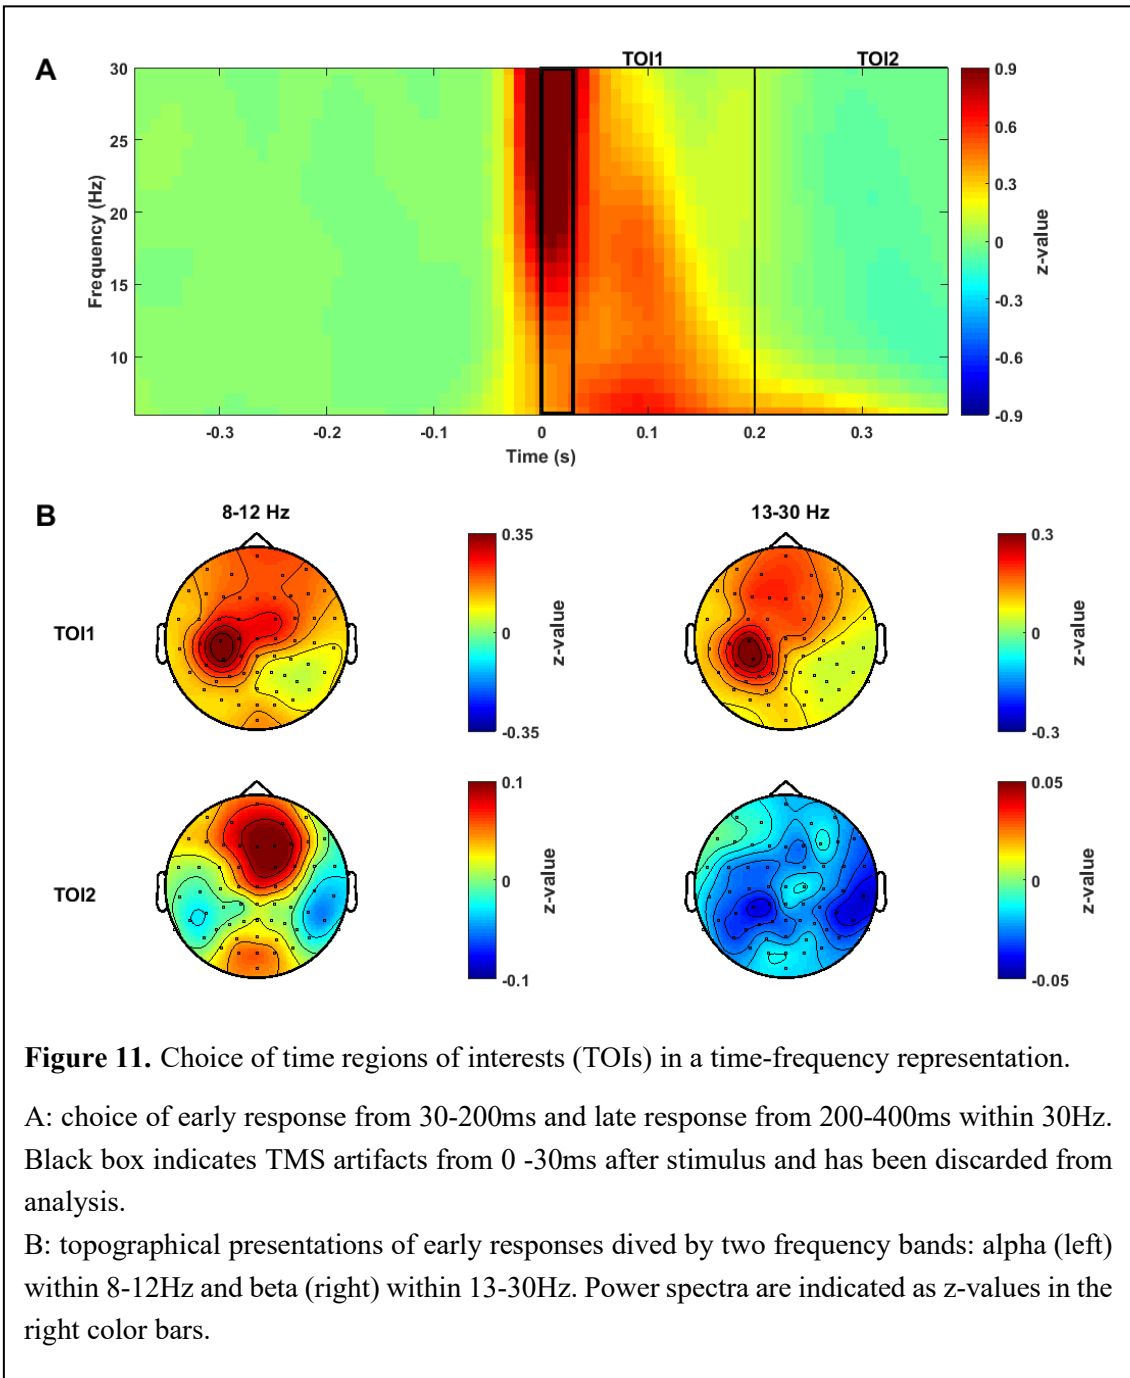 A
TOI1
TOI2
30
25
20
15
10
Frequency (Hz)
-0.3
-0.2
-0.1
0
0.1
0.2
0.3
Time (s)
0.9
0.6
0.3
0
-0.3
-0.6
-0.9
z-value
B
8-12 Hz
13-30 Hz
TOI1
0.35
0
-0.35
z-value
0.3
0
-0.3
z-value
TOI2
0.1
0
-0.1
z-value
0.05
0
-0.05
z-value
Figure 11. Choice of time regions of interests (TOIs) in a time-frequency representation.
A: choice of early response from 30-200ms and late response from 200-400ms within 30Hz.
Black box indicates TMS artifacts from 0 -30ms after stimulus and has been discarded from
analysis.
B: topographical presentations of early responses dived by two frequency bands: alpha (left)
within 8-12Hz and beta (right) within 13-30Hz. Power spectra are indicated as z-values in the
right color bars.